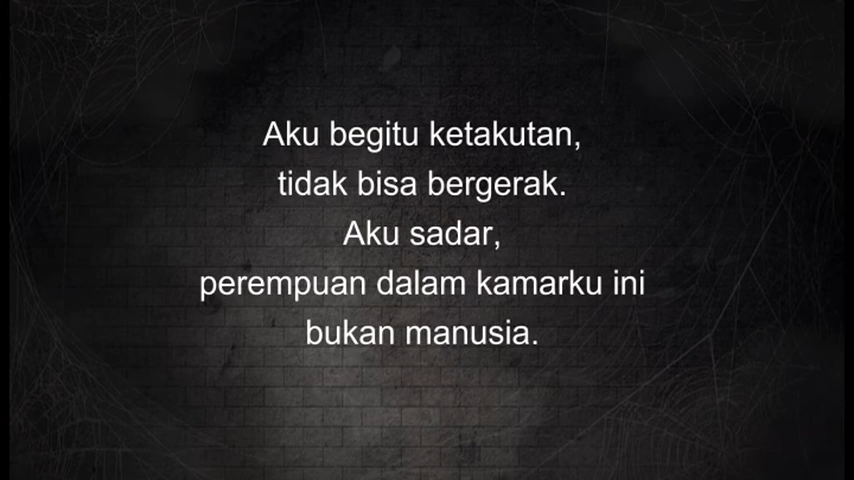 Aku begitu ketakutan,
tidak bisa bergerak.
Aku sadar,
perempuan dalam kamarku ini
bukan manusia.